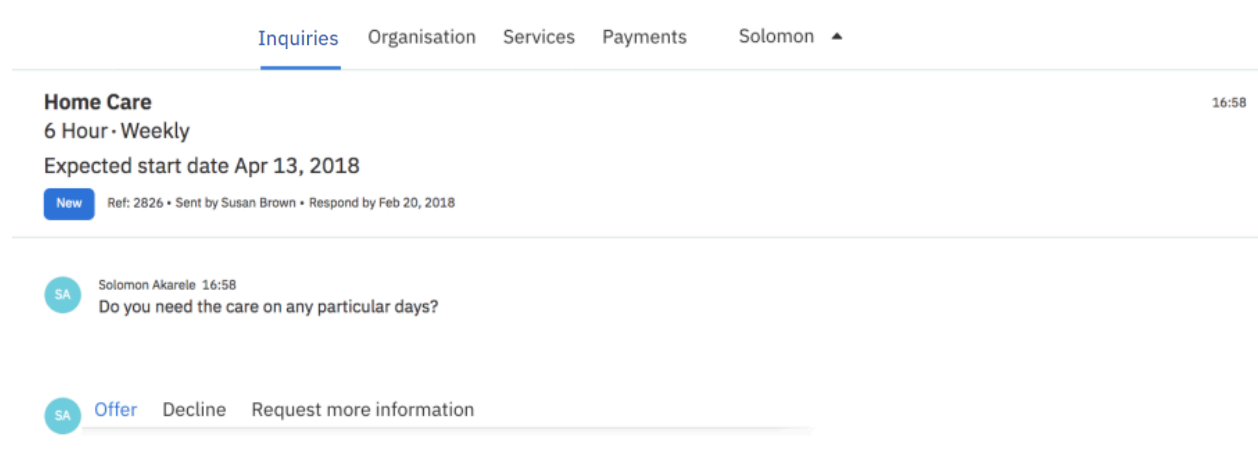 Inquiries Organisation Services Payments Solomon
Home Care 16:58
6 Hour · Weekly
Expected start date Apr 13, 2018
New Ref: 2826 • Sent by Susan Brown • Respond by Feb 20, 2018
SA Solomon Akarele 16:58
Do you need the care on any particular days?
SA Offer Decline Request more information